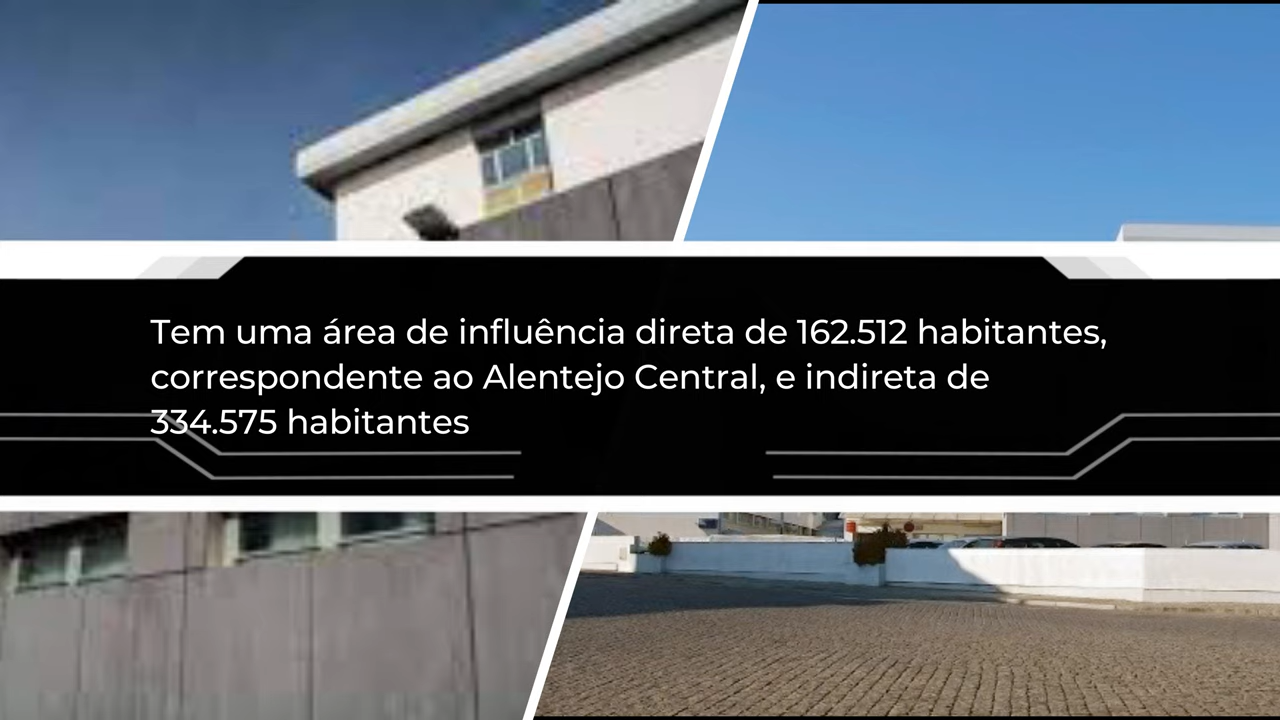 Tem uma área de influência direta de 162.512 habitantes,
correspondente ao Alentejo Central, e indireta de
334.575 habitantes